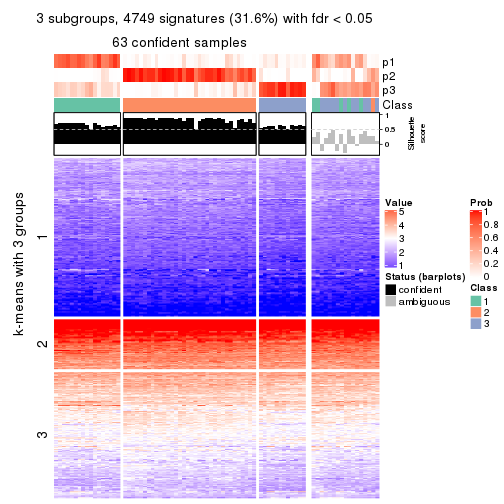 3 subgroups, 4749 signatures (31.6%) with fdr < 0.05
63 confident samples
p1
p2
p3
Class
1
0.5
0
Silhouette
score
k-means with 3 groups
1
2
3
Value
5
4
3
2
1
Status (barplots)
confident
ambiguous
Prob
1
0.8
0.6
0.4
0.2
0
Class
1
2
3